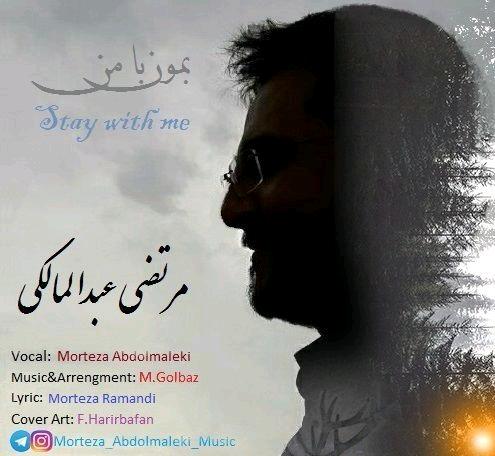 بمون با من
Stay with me
مرتضی عبدالمالکی
Vocal: Morteza Abdolmaleki
Music&Arrengment: M.Golbaz
Lyric: Morteza Ramandi
Cover Art: F.Harirbafan
Morteza_Abdolmaleki_Music